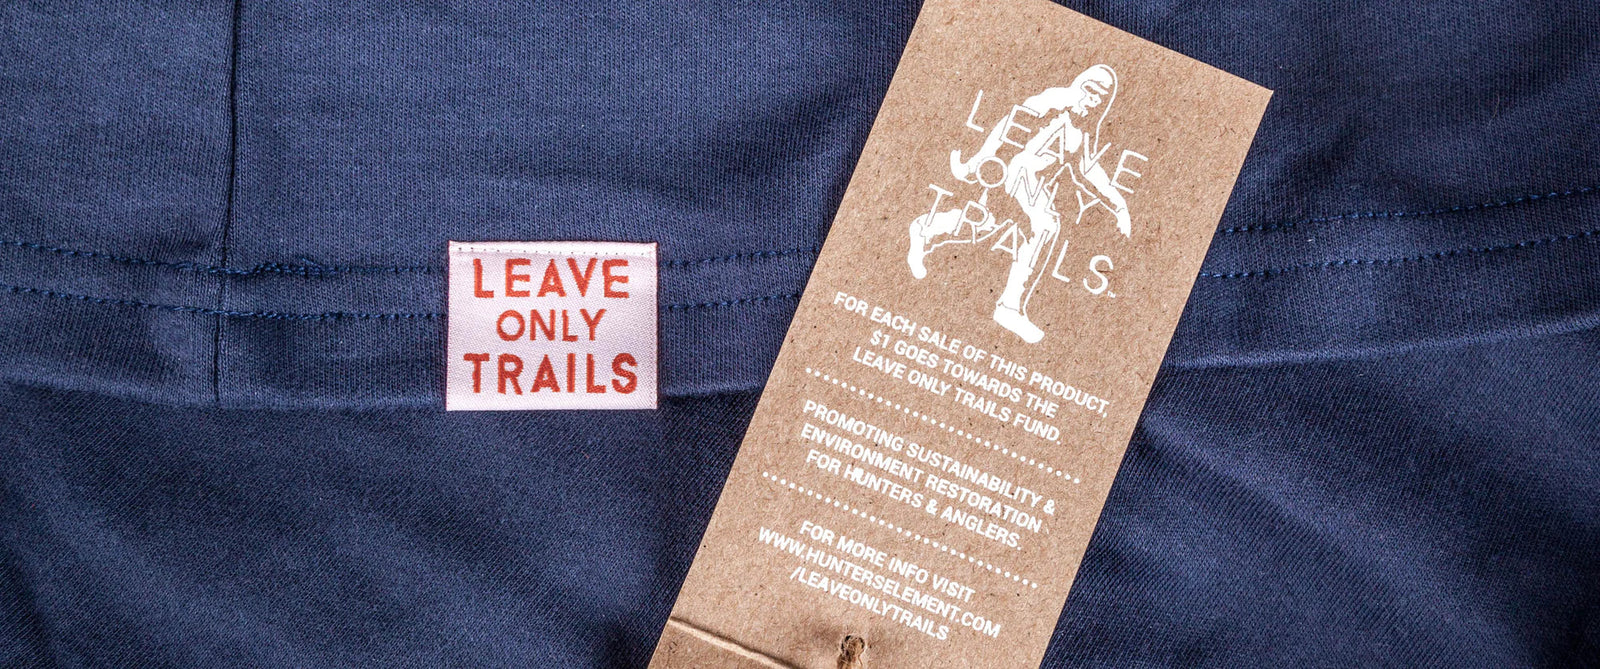 LEAVE
ONLY
TRAILS
LEAVE
ONLY
TRAILS™
FOR EACH SALE OF THIS PRODUCT,
$1 GOES TOWARDS THE
LEAVE ONLY TRAILS FUND.
PROMOTING SUSTAINABILITY &
ENVIRONMENT RESTORATION
FOR HUNTERS & ANGLERS.
FOR MORE INFO VISIT
WWW.HUNTERSELEMENT.COM
/LEAVEONLYTRAILS